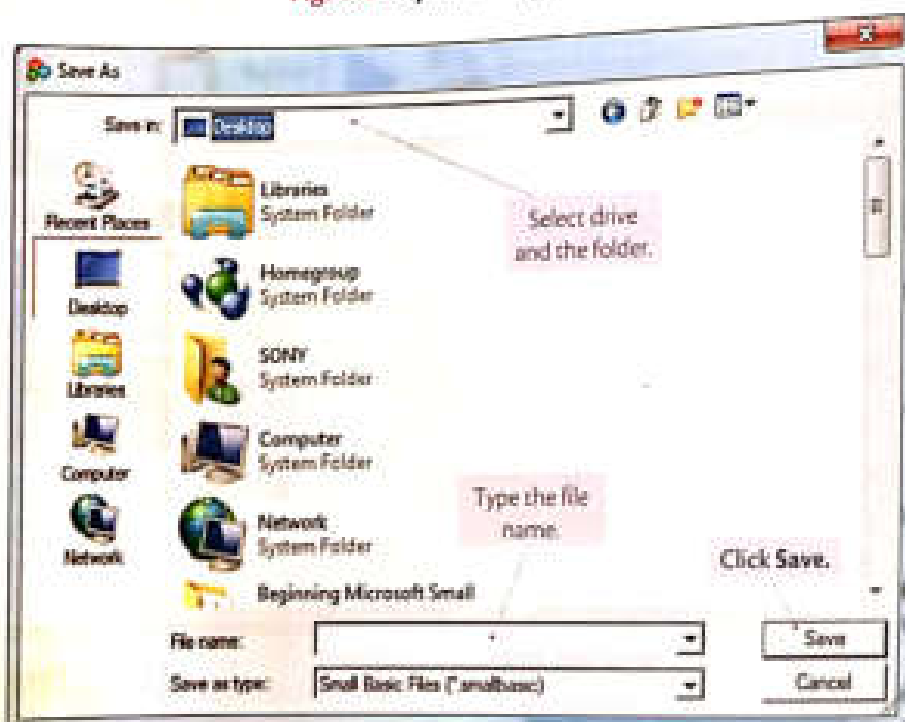 Save As
Save in:
Desktop
Recent Places
Desktop
Libraries
Computer
Network
Libraries
System Folder
Homegroup
System Folder
SONY
System Folder
Computer
System Folder
Network
System Folder
Beginning Microsoft Small
Select drive
and the folder.
Type the file
name.
Click Save.
File name:
Save
Save as type:
Small Basic Files (*.smallbasic)
Cancel